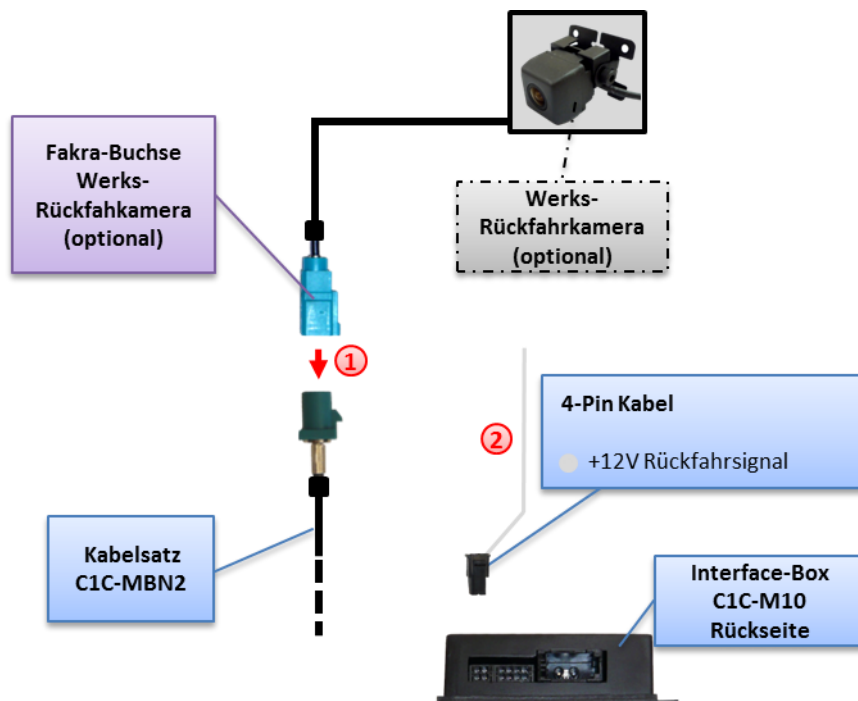 Fakra-Buchse
Werks-
Rückfahkamera
(optional)
Werks-
Rückfahrkamera
(optional)
1
4-Pin Kabel
2
+12V Rückfahrsignal
Kabelsatz
C1C-MBN2
Interface-Box
C1C-M10
Rückseite